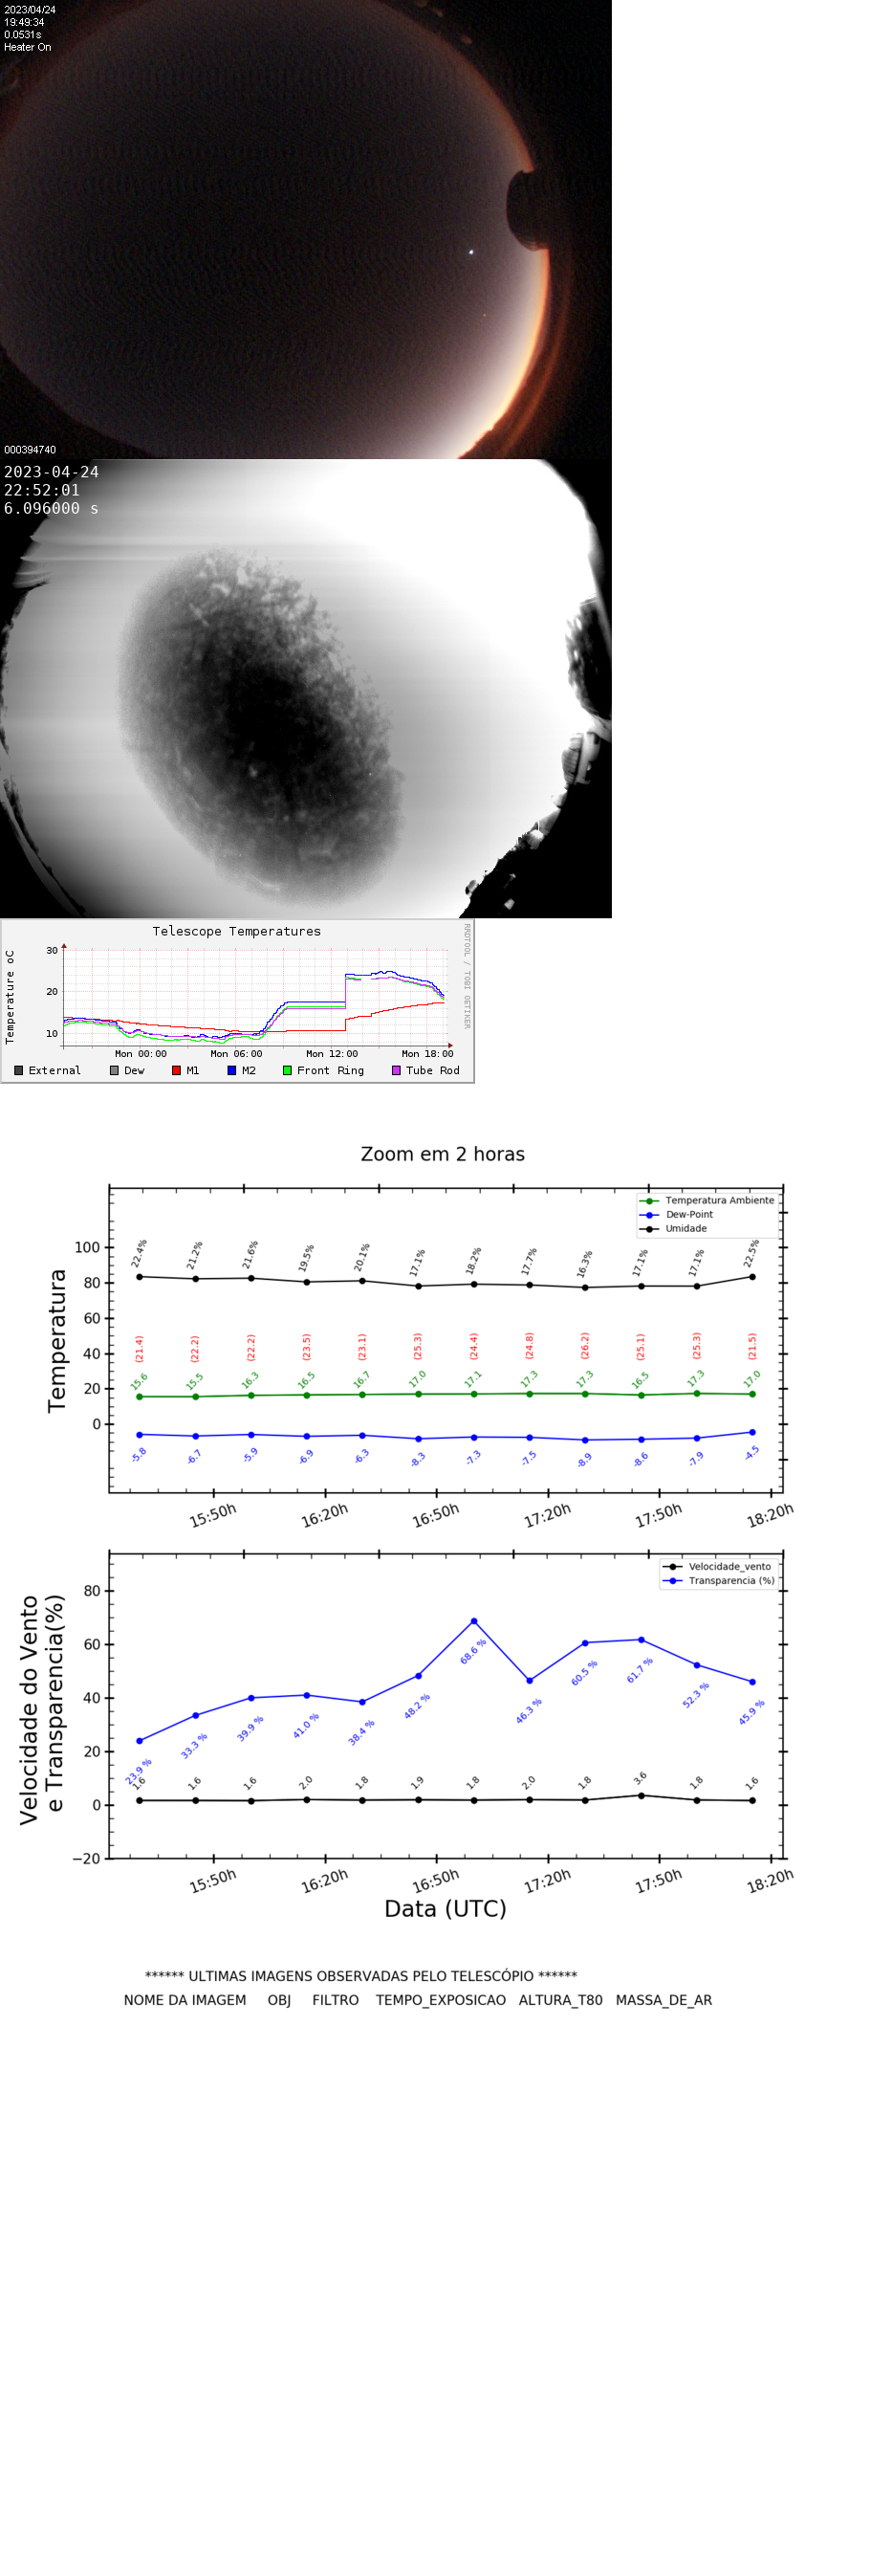 2023/04/24
19:49:34
0.0531s
Heater On
000394740
2023-04-24
22:52:01
6.096000 s
Telescope Temperatures
RRDTOOL / TOBI OETIKER
Temperature oC
30
20
10
Mon 00:00 Mon 06:00 Mon 12:00 Mon 18:00
External Dew M1 M2 Front Ring Tube Rod
Zoom em 2 horas
Temperatura Ambiente
Dew-Point
Umidade
Temperatura
100
80
60
40
20
0
22.4% 21.2% 21.6% 19.5% 20.1% 17.1% 18.2% 17.7% 16.3% 17.1% 17.1% 22.5%
(21.4) (22.2) (22.2) (23.5) (23.1) (25.3) (24.4) (24.8) (26.2) (25.1) (25.3) (21.5)
15.6 15.5 16.3 16.5 16.7 17.0 17.1 17.3 17.3 16.5 17.3 17.0
-5.8 -6.7 -5.9 -6.9 -6.3 -8.3 -7.3 -7.5 -8.9 -8.6 -7.9 -4.5
15:50h 16:20h 16:50h 17:20h 17:50h 18:20h
Velocidade_vento
Transparencia (%)
Velocidade do Vento
e Transparencia(%)
80
60
40
20
0
−20
23.9 % 33.3 % 39.9 % 41.0 % 38.4 % 48.2 % 68.6 % 46.3 % 60.5 % 61.7 % 52.3 % 45.9 %
1.6 1.6 1.6 2.0 1.8 1.9 1.8 2.0 1.8 3.6 1.8 1.6
15:50h 16:20h 16:50h 17:20h 17:50h 18:20h
Data (UTC)
****** ULTIMAS IMAGENS OBSERVADAS PELO TELESCÓPIO ******
NOME DA IMAGEM OBJ FILTRO TEMPO_EXPOSICAO ALTURA_T80 MASSA_DE_AR